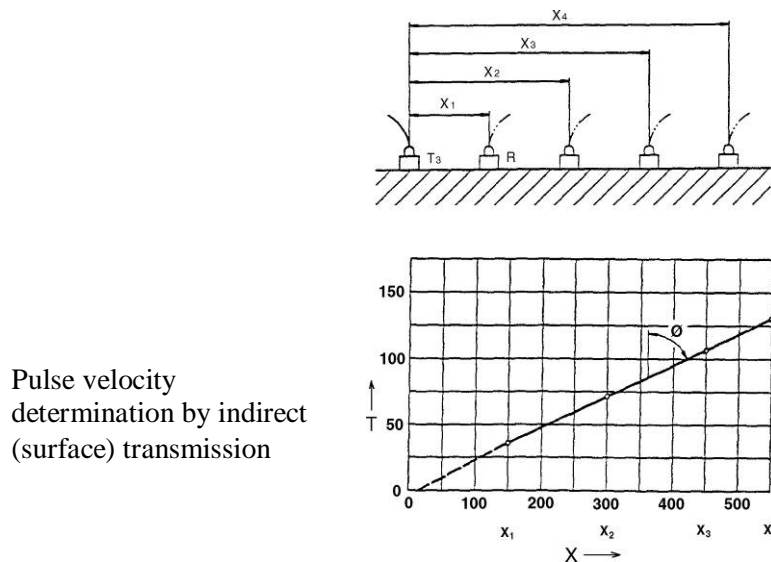 X4
X3
X2
X1
T3 R
150
100
50
0
T
Ø
0 100 200 300 400 500
X1 X2 X3 X
X
Pulse velocity
determination by indirect
(surface) transmission